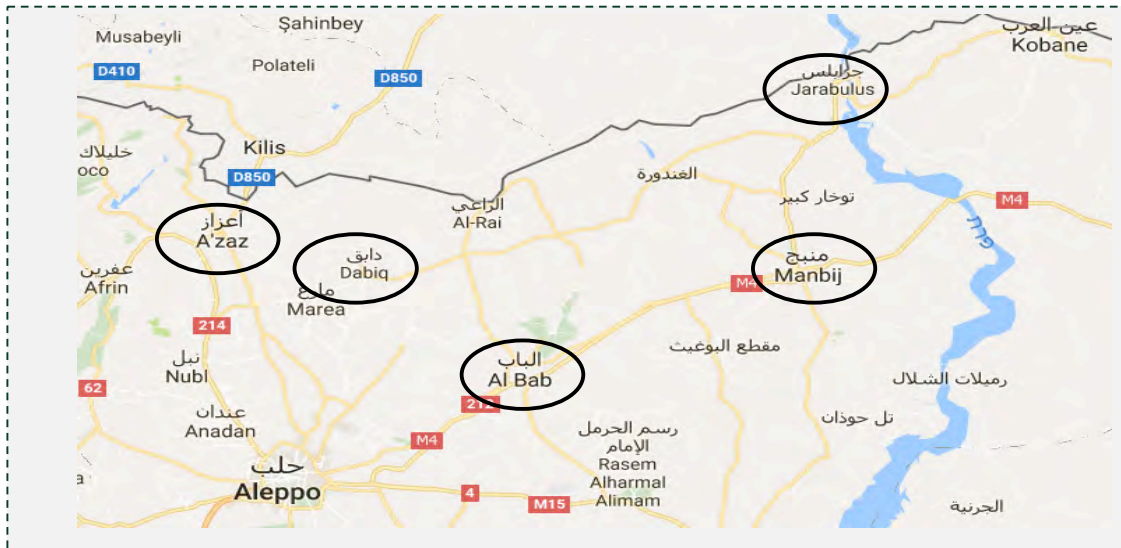 Şahinbey
عين العرب
Kobane
Musabeyli
Polateli
D410
D850
جرابلس
Jarabulus
Kilis
خليلاك
oco
D850
الغندورة
توخار كبير
M4
الراعي
Al-Rai
أعزاز
A'zaz
دابق
Dabiq
منبج
Manbij
عفرين
Afrin
مارع
Marea
M4
214
مقطع البوغيث
نبل
Nubl
الباب
Al Bab
رميلات الشلال
62
212
عندان
Anadan
تل حوذان
M4
رسم الحرمل
الإمام
Rasem
Alharmal
Alimam
حلب
Aleppo
4
M15
الجرنية
a